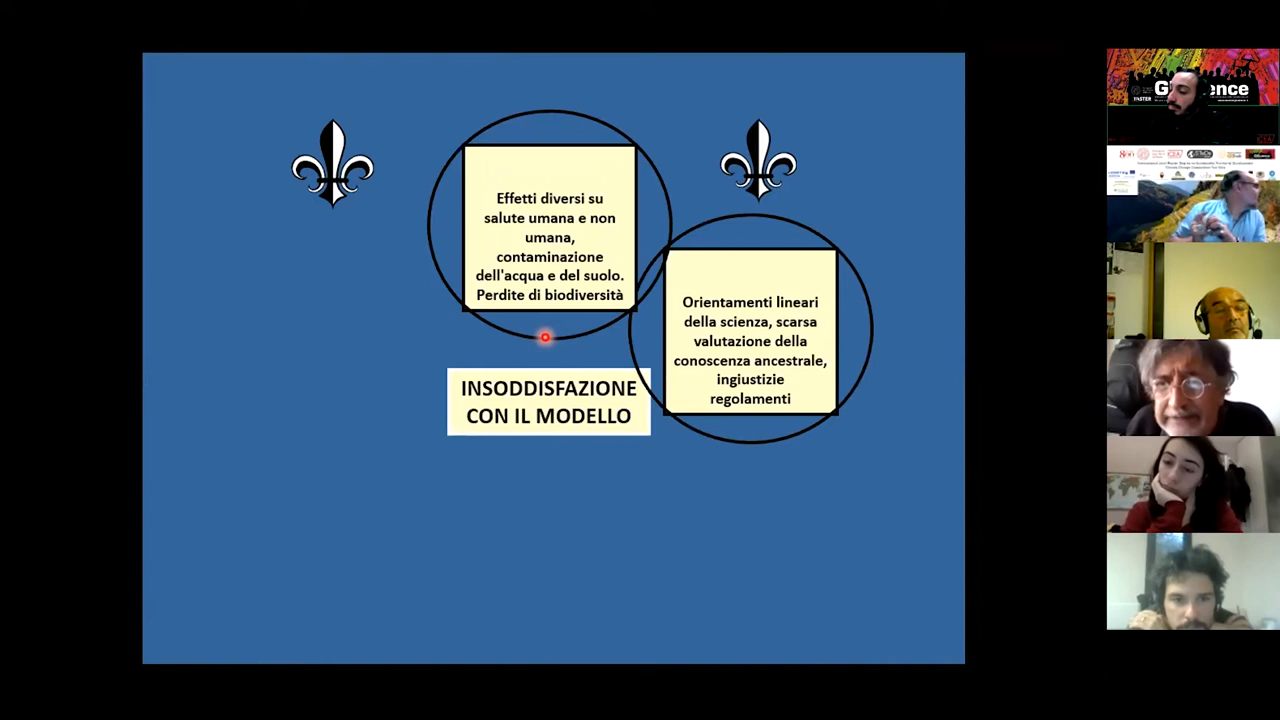 Effetti diversi su
salute umana e non
umana,
contaminazione
dell'acqua e del suolo.
Perdite di biodiversità
Orientamenti lineari
della scienza, scarsa
valutazione della
conoscenza ancestrale,
ingiustizie
regolamenti
INSODDISFAZIONE
CON IL MODELLO